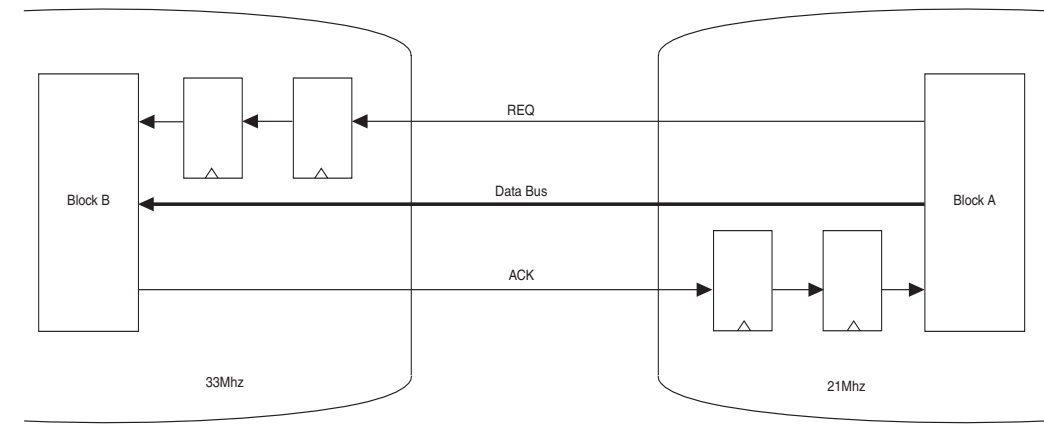 REQ
Data Bus
Block B
Block A
ACK
33Mhz
21Mhz